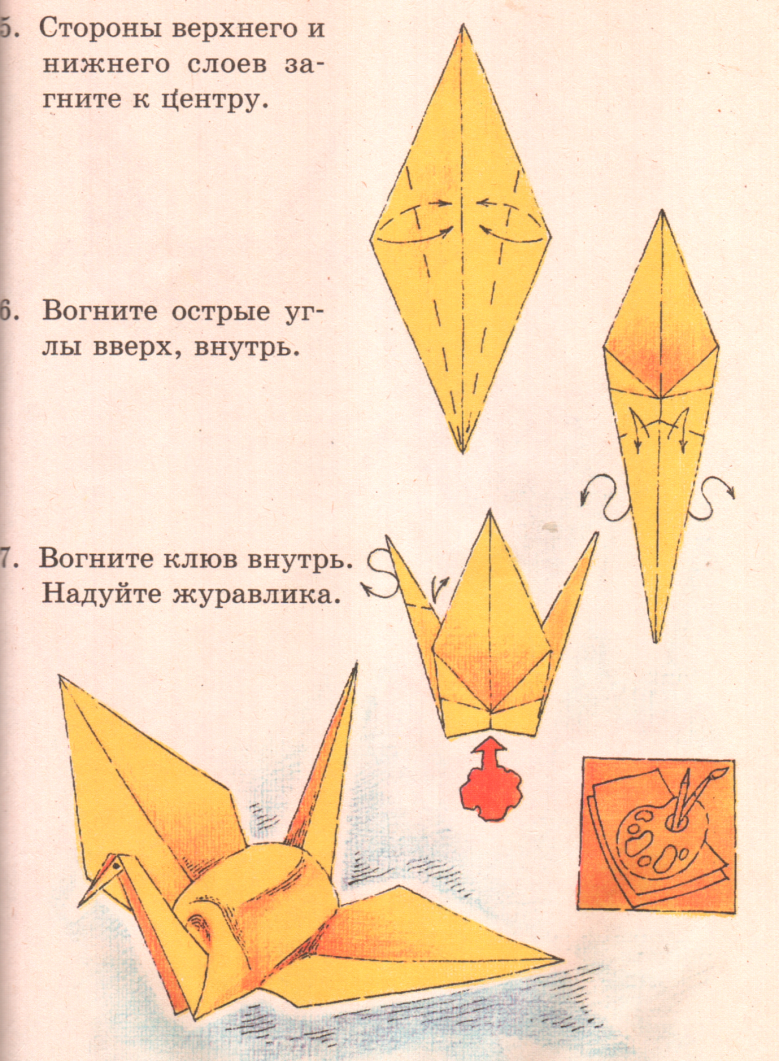 5. Стороны верхнего и
нижнего слоев за-
гните к центру.
6. Вогните острые уг-
лы вверх, внутрь.
7. Вогните клюв внутрь.
Надуйте журавлика.